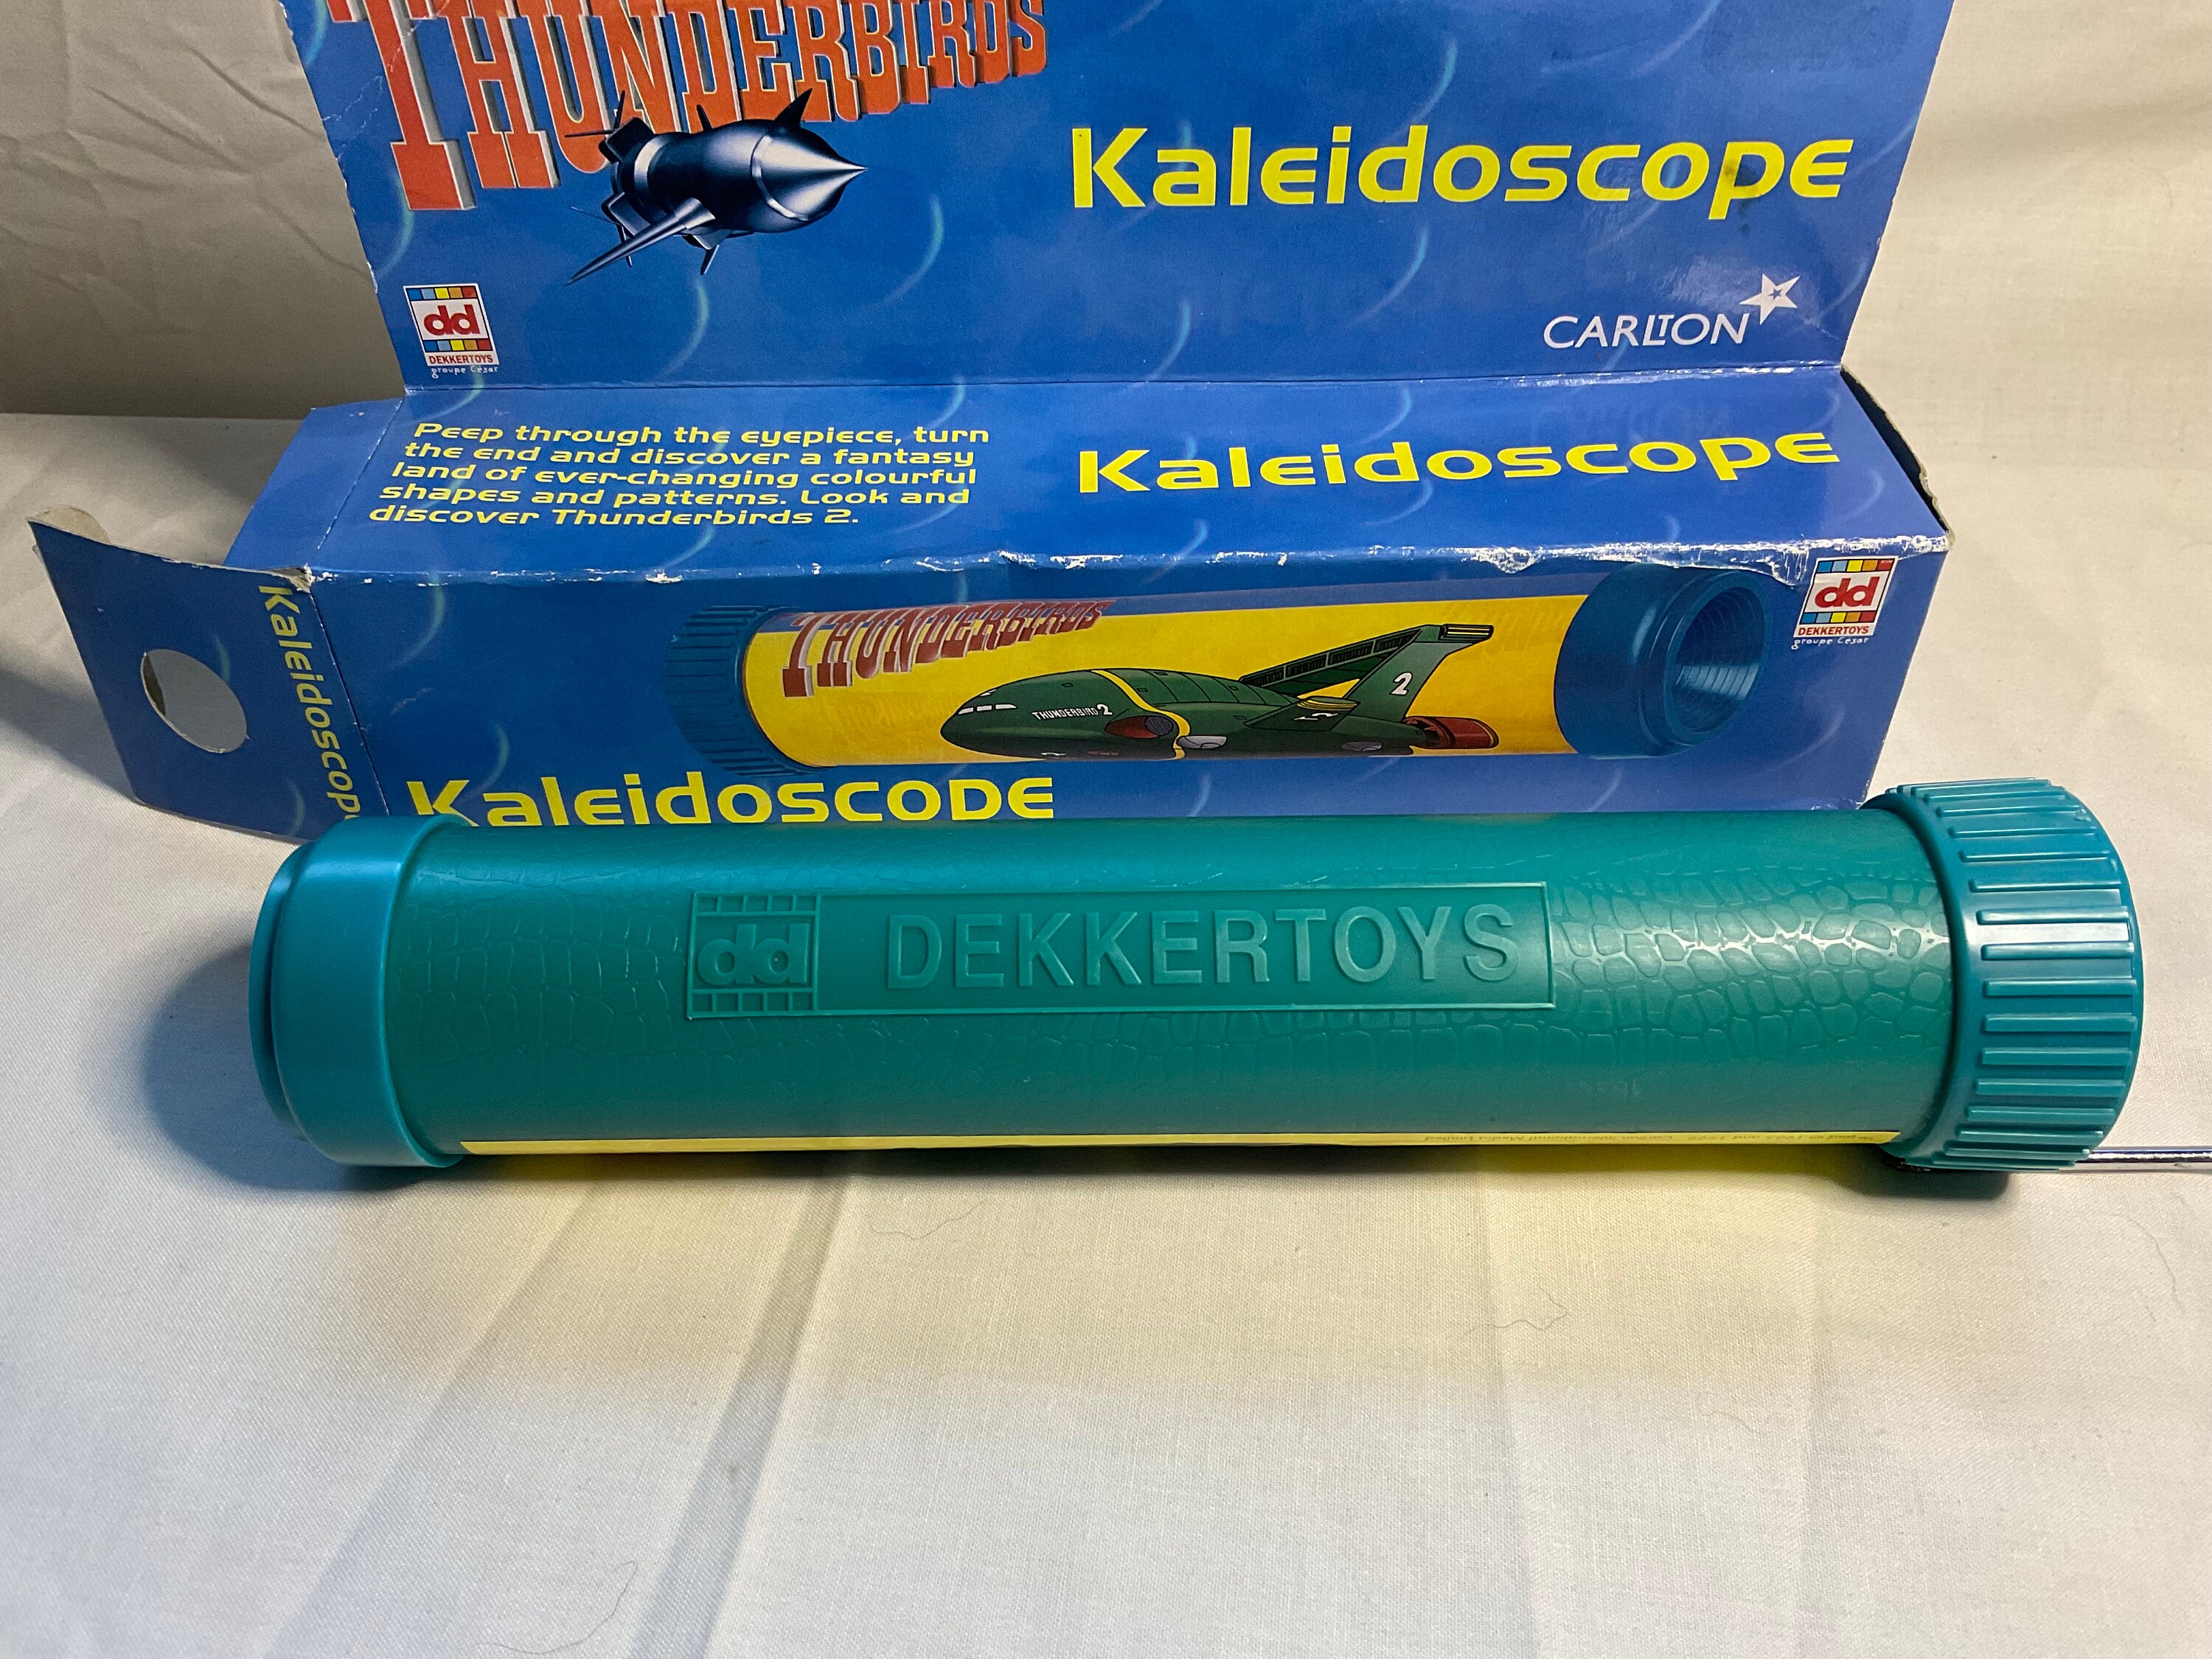 THUNDERBIRDS
Kaleidoscope
dd
DEKKERTOYS
groupe Cesar
CARLTON
Peep through the eyepiece, turn
the end and discover a fantasy
land of ever-changing colourful
shapes and patterns. Look and
discover Thunderbirds 2.
Kaleidoscope
Kaleidoscope
THUNDERBIRDS
THUNDERBIRD 2
2
dd
DEKKERTOYS
groupe Cesar
Kaleidoscope
dd DEKKERTOYS